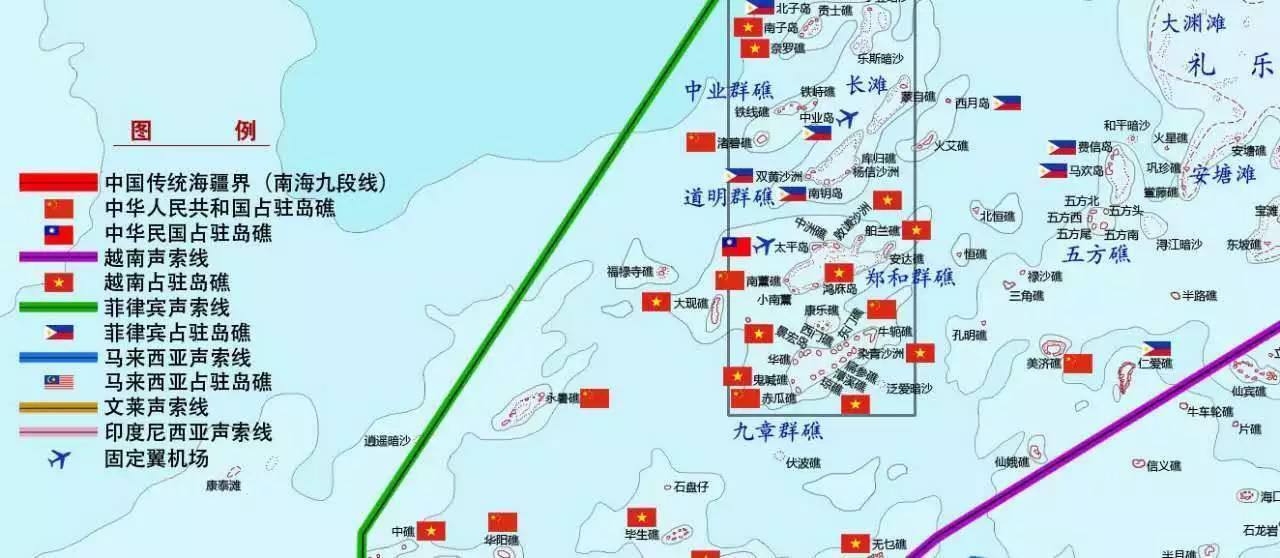 图 例
中国传统海疆界（南海九段线）
中华人民共和国占驻岛礁
中华民国占驻岛礁
越南声索线
越南占驻岛礁
菲律宾声索线
菲律宾占驻岛礁
马来西亚声索线
马来西亚占驻岛礁
文莱声索线
印度尼西亚声索线
固定翼机场
康泰滩
逍遥暗沙
永暑礁
中礁
华阳礁
毕生礁
石盘仔
无乜礁
福禄寺礁
大现礁
北子岛
贡士礁
南子岛
奈罗礁
乐斯暗沙
中业群礁
长滩
铁峙礁
蒙自礁
铁线礁
中业岛
西月岛
渚碧礁
火艾礁
库归礁
双黄沙洲
杨信沙洲
道明群礁
南钥岛
中洲礁
敦谦沙洲
舶兰礁
太平岛
安达礁
南薰礁
鸿庥岛
郑和群礁
小南薰
康乐礁
西门礁
东门礁
牛轭礁
景宏岛
染青沙洲
华礁
鬼喊礁
琼礁
泛爱暗沙
赤瓜礁
九章群礁
伏波礁
大渊滩
礼 乐
和平暗沙
费信岛
火星礁
安塘礁
马欢岛
巩珍礁
安塘滩
五方北
五方西
五方头
五方尾
五方南
五方礁
浔江暗沙
东坡礁
北恒礁
恒礁
禄沙礁
三角礁
半路礁
孔明礁
美济礁
仁爱礁
仙宾礁
牛车轮礁
片礁
仙娥礁
信义礁
海口
石龙岩
半月礁